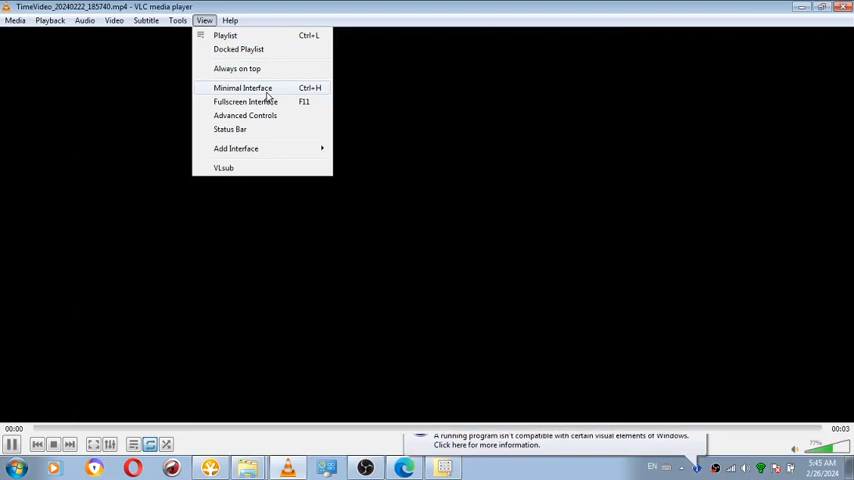 TimeVideo_20240222_185740.mp4 - VLC media player
Media Playback Audio Video Subtitle Tools View Help
Playlist Ctrl+L
Docked Playlist
Always on top
Minimal Interface Ctrl+H
Fullscreen Interface F11
Advanced Controls
Status Bar
Add Interface
VLsub
00:00 00:03
A running program isn't compatible with certain visual elements of Windows.
Click here for more information.
77%
EN
5:45 AM
2/26/2024